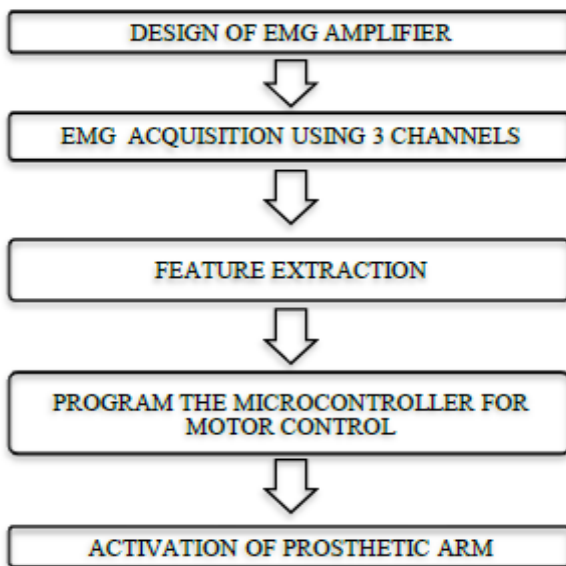 DESIGN OF EMG AMPLIFIER
EMG ACQUISITION USING 3 CHANNELS
FEATURE EXTRACTION
PROGRAM THE MICROCONTROLLER FOR
MOTOR CONTROL
ACTIVATION OF PROSTHETIC ARM